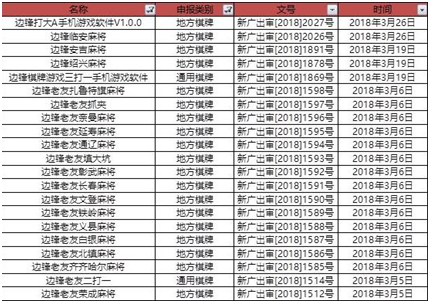 名称 申报类别 文号 时间
边锋打大A手机游戏软件V1.0.0 地方棋牌 新广出审[2018]2027号 2018年3月26日
边锋临安麻将 地方棋牌 新广出审[2018]2026号 2018年3月26日
边锋安吉麻将 地方棋牌 新广出审[2018]1891号 2018年3月19日
边锋绍兴麻将 地方棋牌 新广出审[2018]1878号 2018年3月19日
边锋棋牌游戏三打一手机游戏软件 通用棋牌 新广出审[2018]1869号 2018年3月19日
边锋老友扎鲁特旗麻将 地方棋牌 新广出审[2018]1598号 2018年3月6日
边锋老友抓夹 地方棋牌 新广出审[2018]1597号 2018年3月6日
边锋老友奈曼麻将 地方棋牌 新广出审[2018]1596号 2018年3月6日
边锋老友延寿麻将 地方棋牌 新广出审[2018]1595号 2018年3月6日
边锋老友通辽麻将 地方棋牌 新广出审[2018]1594号 2018年3月6日
边锋老友填大坑 地方棋牌 新广出审[2018]1593号 2018年3月6日
边锋老友彰武麻将 地方棋牌 新广出审[2018]1592号 2018年3月6日
边锋老友长春麻将 地方棋牌 新广出审[2018]1591号 2018年3月6日
边锋老友文登麻将 地方棋牌 新广出审[2018]1590号 2018年3月6日
边锋老友铁岭麻将 地方棋牌 新广出审[2018]1589号 2018年3月6日
边锋老友义县麻将 地方棋牌 新广出审[2018]1588号 2018年3月6日
边锋老友白银麻将 地方棋牌 新广出审[2018]1587号 2018年3月6日
边锋老友北镇麻将 地方棋牌 新广出审[2018]1586号 2018年3月6日
边锋老友齐齐哈尔麻将 地方棋牌 新广出审[2018]1585号 2018年3月6日
边锋老友二打一 通用棋牌 新广出审[2018]1514号 2018年3月5日
边锋老友荣成麻将 地方棋牌 新广出审[2018]1512号 2018年3月5日